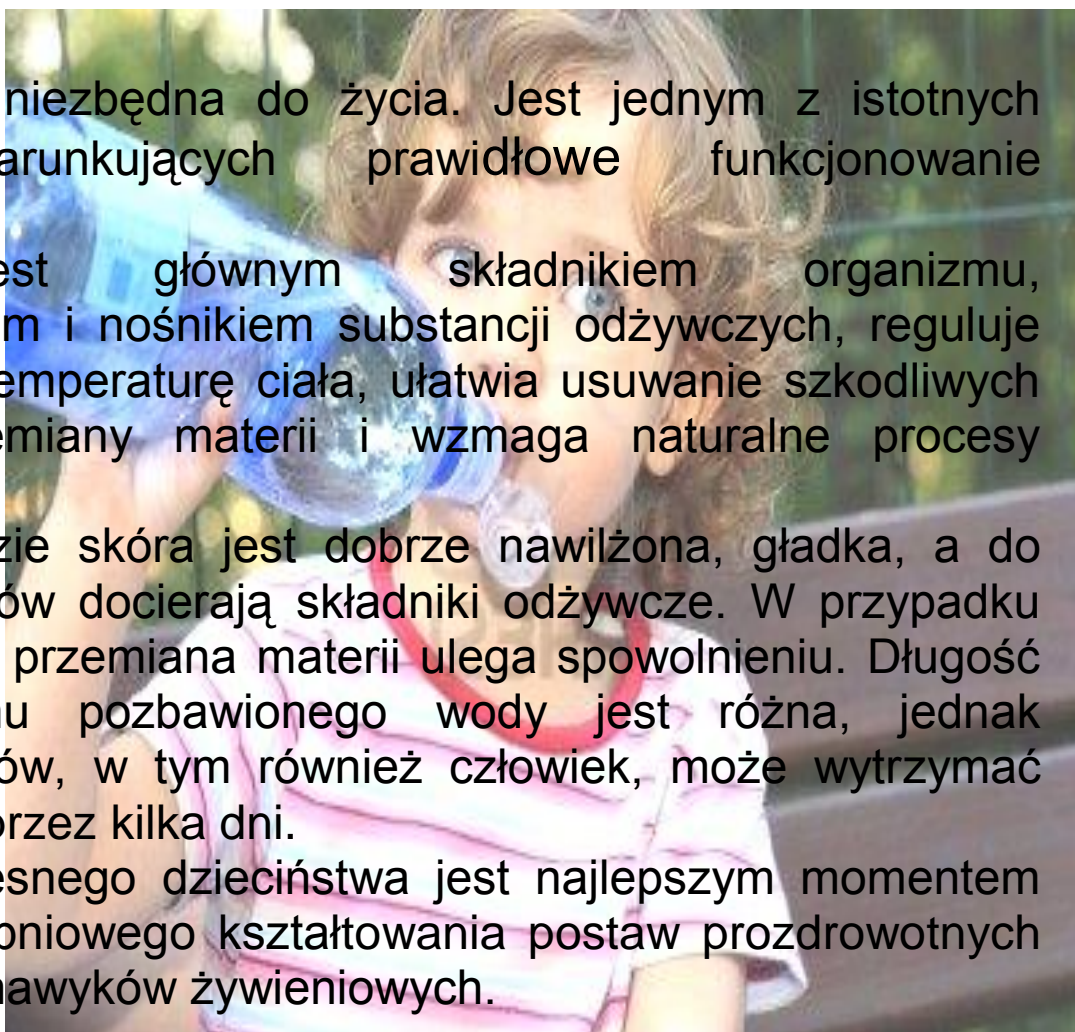 niezbędna do życia. Jest jednym z istotnych
arunkujących prawidłowe funkcjonowanie
est głównym składnikiem organizmu,
m i nośnikiem substancji odżywczych, reguluje
emperaturę ciała, ułatwia usuwanie szkodliwych
emiany materii i wzmaga naturalne procesy
zie skóra jest dobrze nawilżona, gładka, a do
ów docierają składniki odżywcze. W przypadku
przemiana materii ulega spowolnieniu. Długość
u pozbawionego wody jest różna, jednak
ów, w tym również człowiek, może wytrzymać
przez kilka dni.
esnego dzieciństwa jest najlepszym momentem
pniowego kształtowania postaw prozdrowotnych
nawyków żywieniowych.